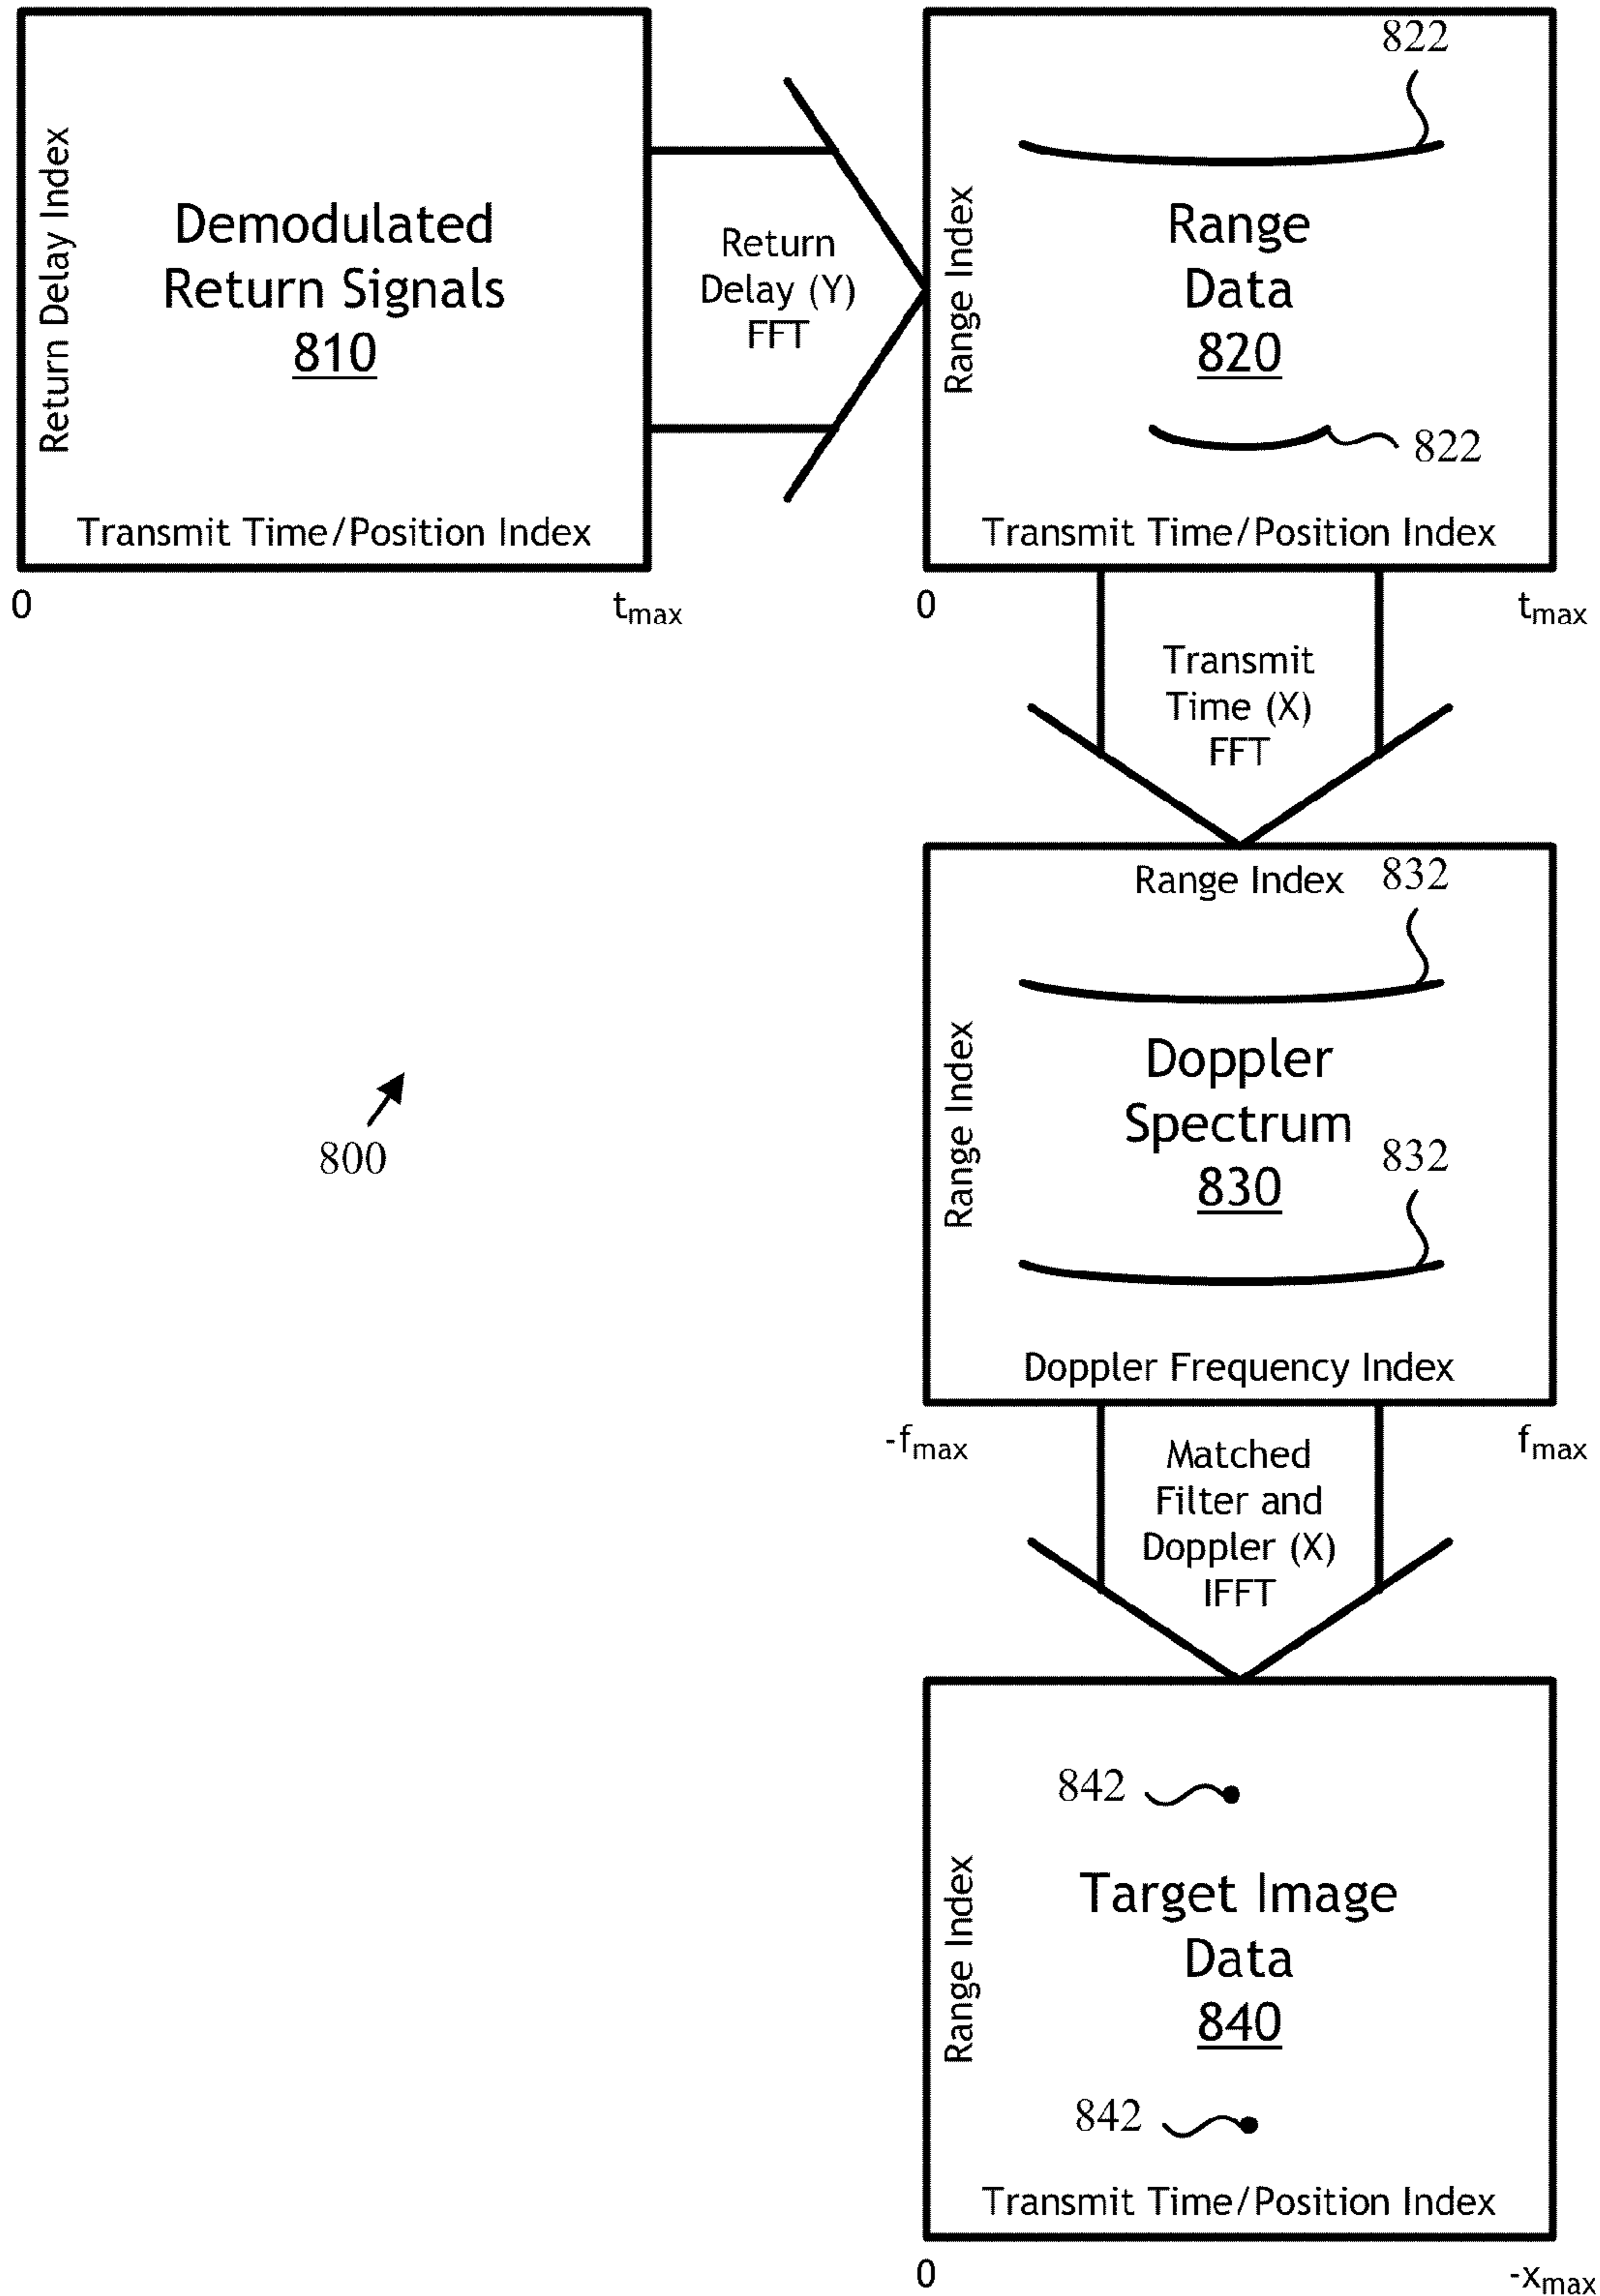 Return Delay Index
Demodulated
Return Signals
810
Transmit Time/Position Index
0
tmax
Return
Delay (Y)
FFT
822
Range Index
Range
Data
820
822
Transmit Time/Position Index
0
tmax
Transmit
Time (X)
FFT
Range Index
832
Range Index
Doppler
Spectrum
830
832
Doppler Frequency Index
-fmax
fmax
800
Matched
Filter and
Doppler (X)
IFFT
842
Range Index
Target Image
Data
840
842
Transmit Time/Position Index
0
-xmax